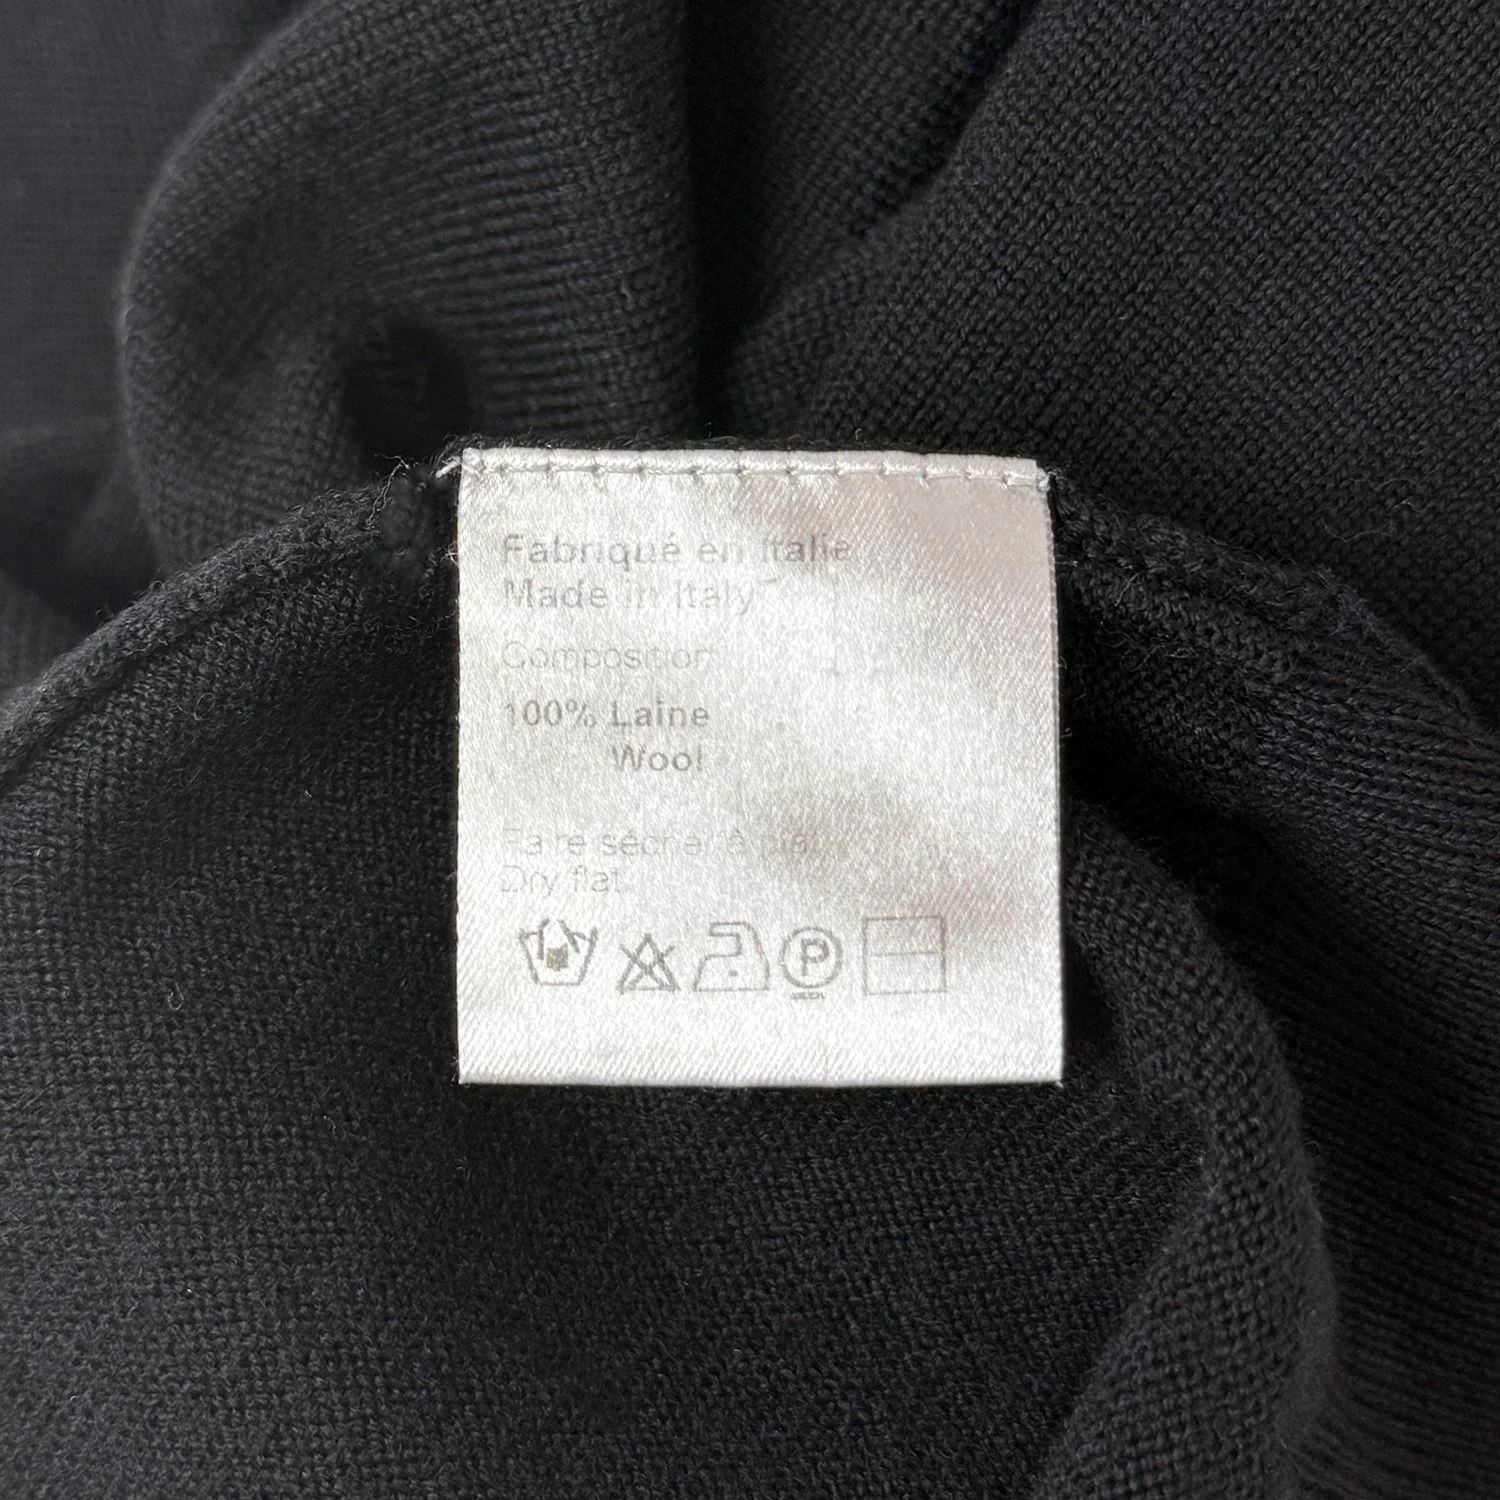 Fabriqué en Italie
Made in Italy
Composition
100% Laine
Wool
Faire sécher à plat
Dry flat
P